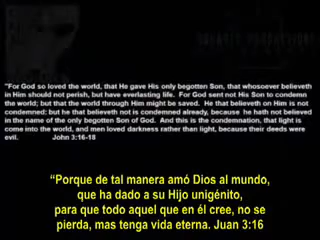 "For God so loved the world, that He gave His only begotten Son, that whosoever believeth
in Him should not perish, but have everlasting life.  For God sent not His Son to condemn
the world; but that the world through Him might be saved.  He that believeth on Him is not
condemned: but he that believeth not is condemned already, because  he hath not believed
in the name of the only begotten Son of God.  And this is the condemnation, that light is
come into the world, and men loved darkness rather than light, because their deeds were
evil.                    John 3:16-18
“Porque de tal manera amó Dios al mundo,
que ha dado a su Hijo unigénito,
para que todo aquel que en él cree, no se
pierda, mas tenga vida eterna. Juan 3:16